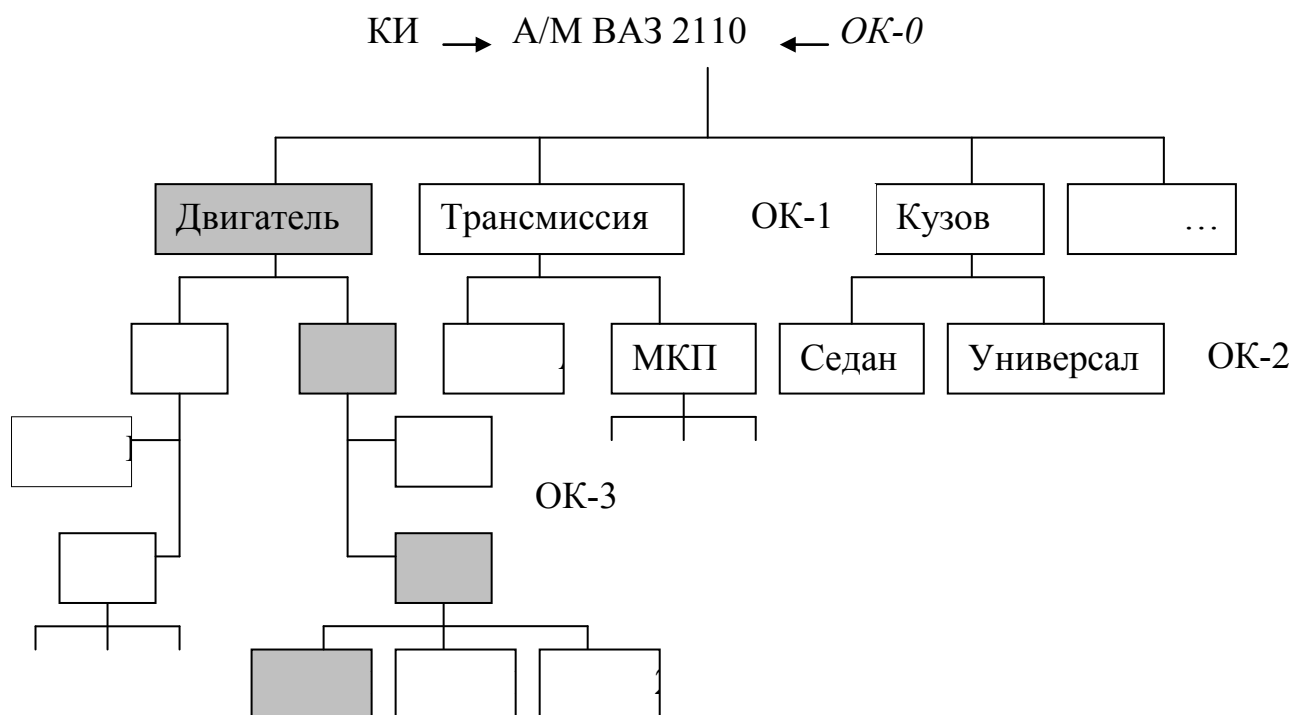 КИ → А/М ВАЗ 2110 ← ОК-0
Двигатель Трансмиссия ОК-1 Кузов ...
МКП Седан Универсал ОК-2
ОК-3